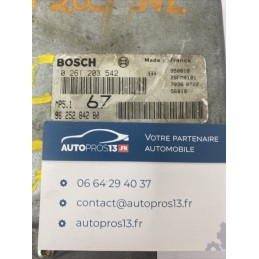 BOSCH
Made: France
0 261 203 542
MP5.1 67
96 252 842 80
AUTOPROS13.FR
VOTRE PARTENAIRE
AUTOMOBILE
06 64 29 40 37
contact@autopros13.fr
autopros13.fr